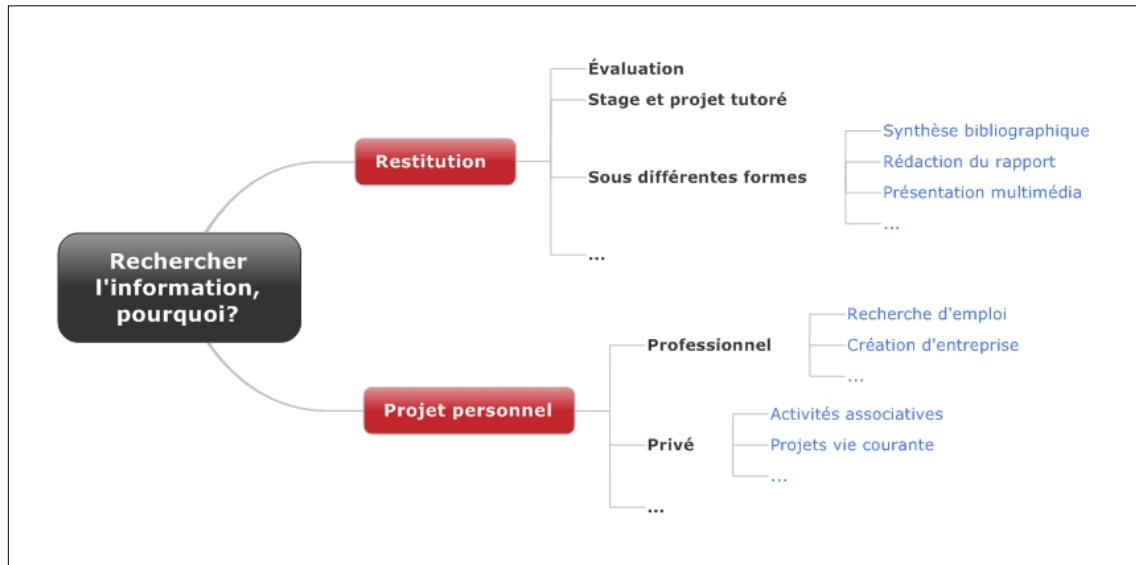 Rechercher
l'information,
pourquoi?
Restitution
Évaluation
Stage et projet tutoré
Sous différentes formes
Synthèse bibliographique
Rédaction du rapport
Présentation multimédia
...
...
Projet personnel
Professionnel
Recherche d'emploi
Création d'entreprise
...
Privé
Activités associatives
Projets vie courante
...
...